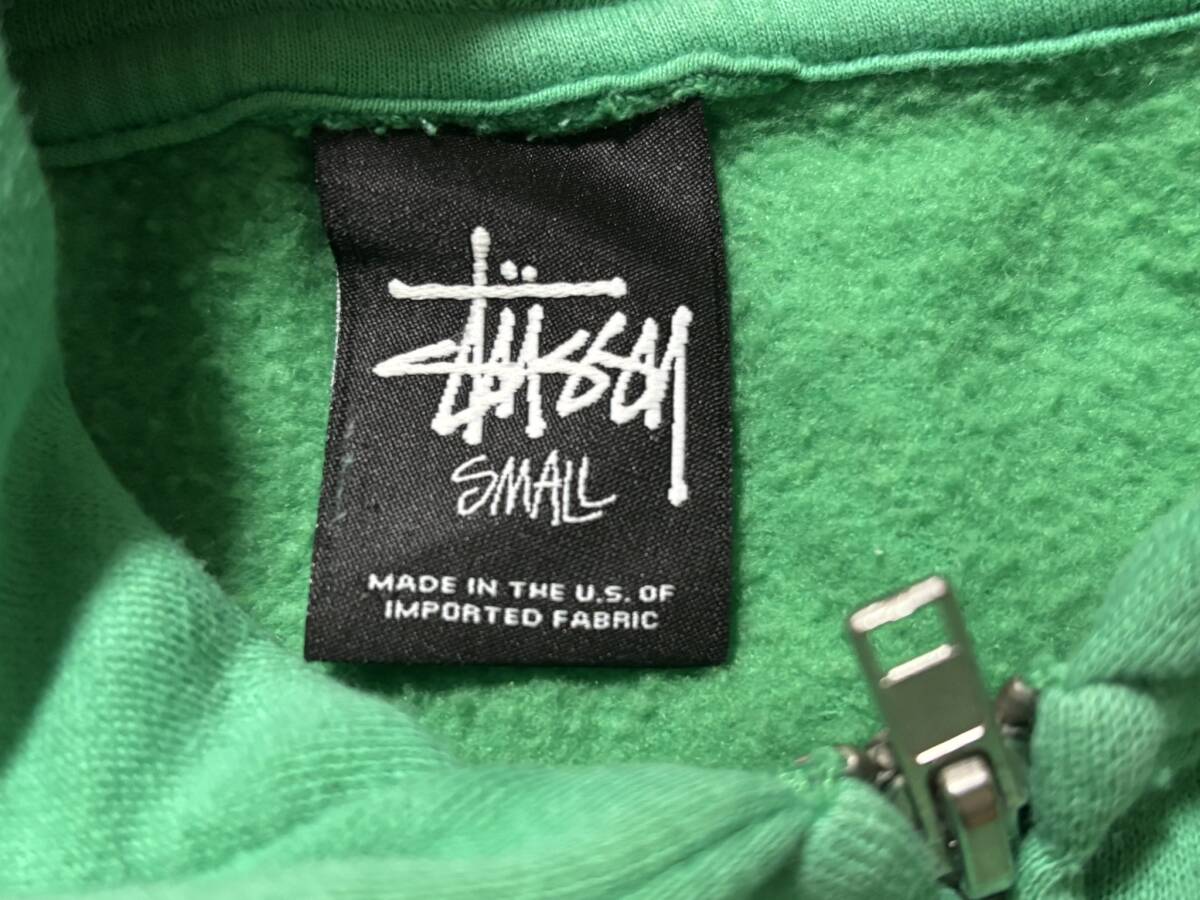 Stüssy
SMALL
MADE IN THE U.S. OF
IMPORTED FABRIC